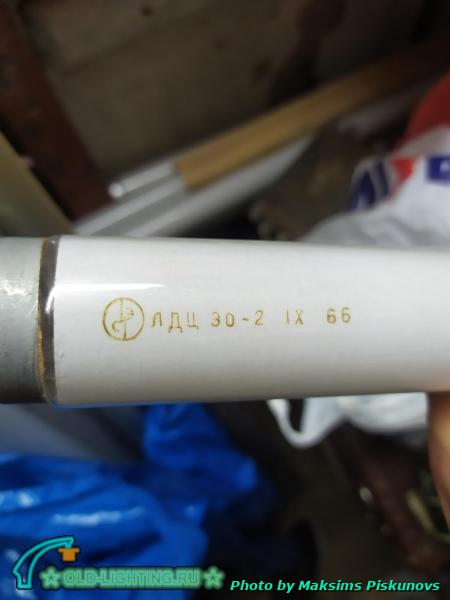 ЛДЦ 30-2 IX 66
OLD-LIGHTING.RU
Photo by Maksims Piskunovs